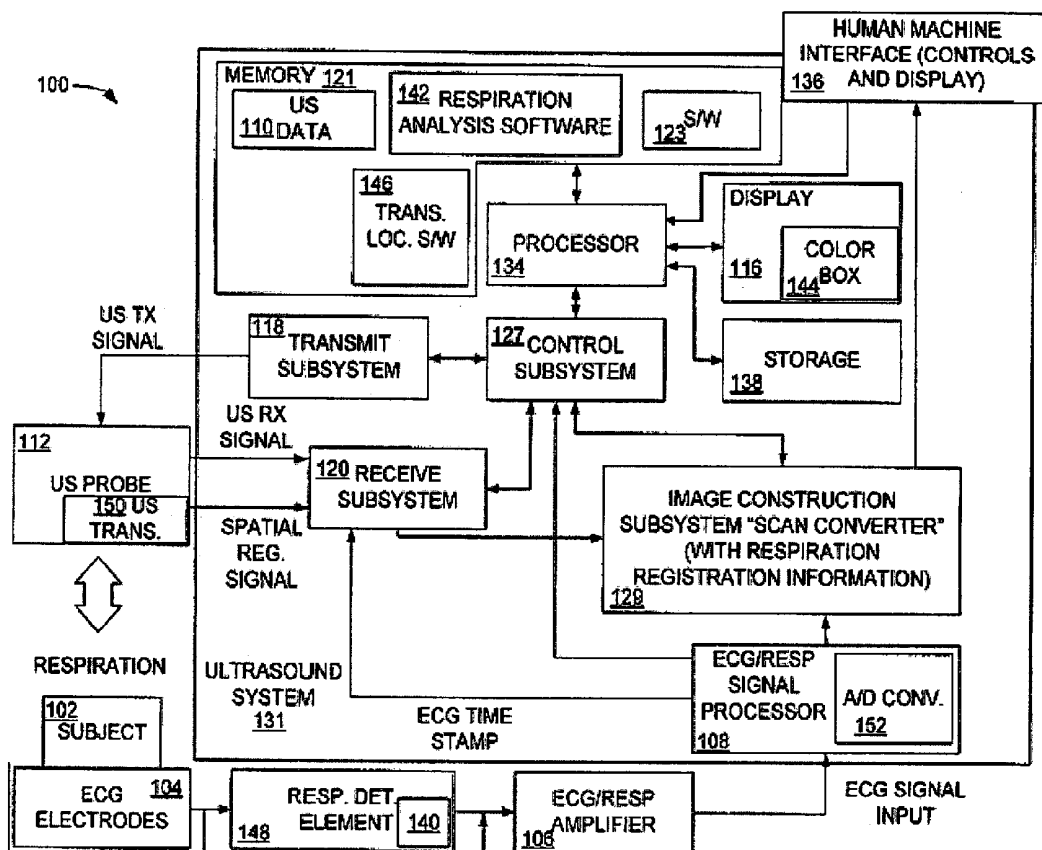 100
HUMAN MACHINE
INTERFACE (CONTROLS
AND DISPLAY)
136
MEMORY 121
US
DATA
110
142
RESPIRATION
ANALYSIS SOFTWARE
S/W
123
146
TRANS.
LOC. S/W
PROCESSOR
134
DISPLAY
116
COLOR
BOX
144
US TX
SIGNAL
118
TRANSMIT
SUBSYSTEM
127
CONTROL
SUBSYSTEM
STORAGE
138
US RX
SIGNAL
112
US PROBE
150 US
TRANS.
120 RECEIVE
SUBSYSTEM
SPATIAL
REG.
SIGNAL
IMAGE CONSTRUCTION
SUBSYSTEM "SCAN CONVERTER"
(WITH RESPIRATION
REGISTRATION INFORMATION)
129
RESPIRATION
ULTRASOUND
SYSTEM
131
ECG TIME
STAMP
ECG/RESP
SIGNAL
PROCESSOR
108
A/D CONV.
152
102
SUBJECT
104
ECG
ELECTRODES
RESP. DET.
ELEMENT
148
140
ECG/RESP
AMPLIFIER
106
ECG SIGNAL
INPUT